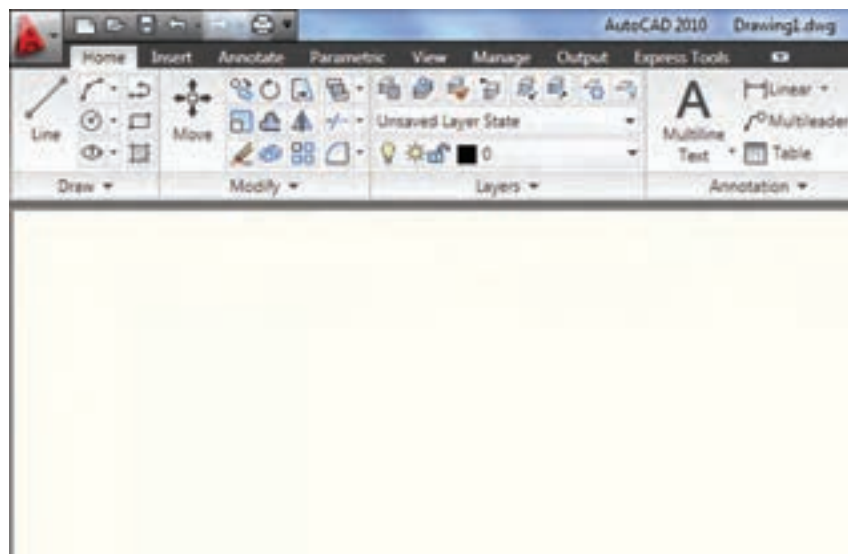 AutoCAD 2010 Drawing1.dwg
Home Insert Annotate Parametric View Manage Output Express Tools
Line Move Unsaved Layer State 0 A Multiline Text Linear Multileader Table
Draw Modify Layers Annotation